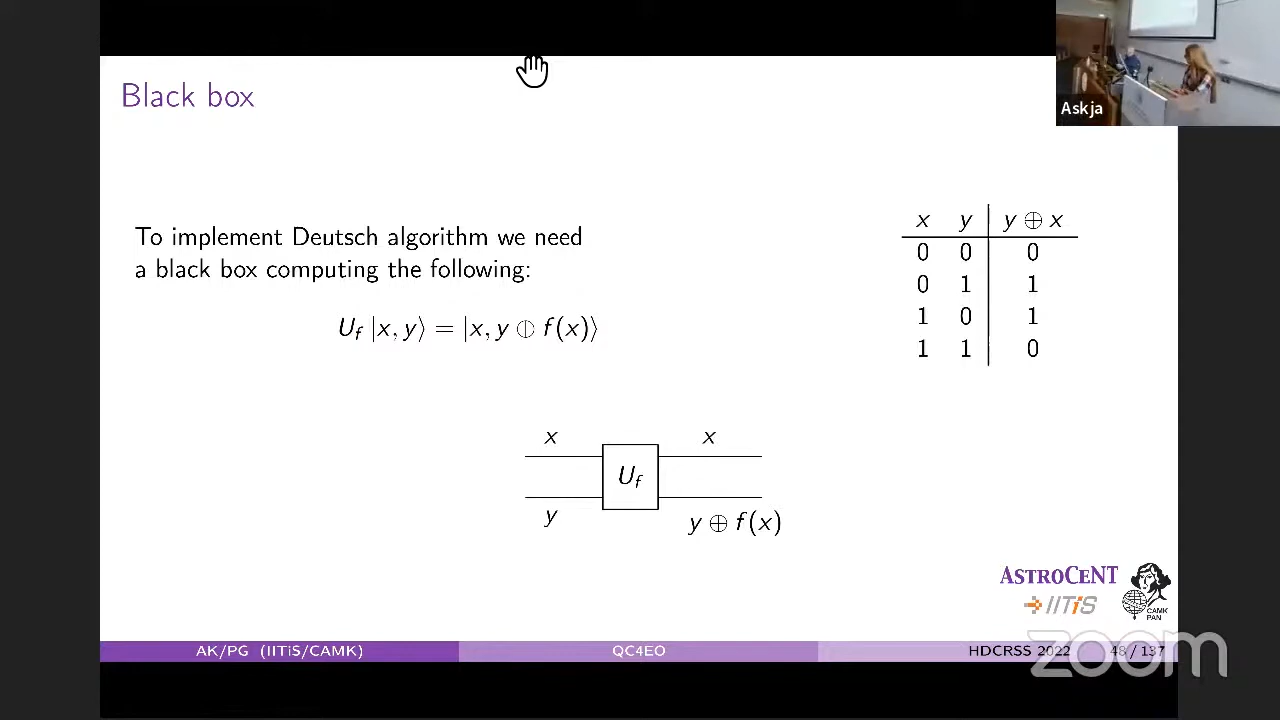 Askja
Black box
To implement Deutsch algorithm we need
a black box computing the following:
U_f |x, y⟩ = |x, y ⊕ f(x)⟩
x y y ⊕ x
0 0 0
0 1 1
1 0 1
1 1 0
x x
U_f
y y ⊕ f(x)
ASTROCENT
IITiS
CAMK
PAN
AK/PG (IITiS/CAMK) QC4EO HDCRSS 2022 48 / 137
zoom